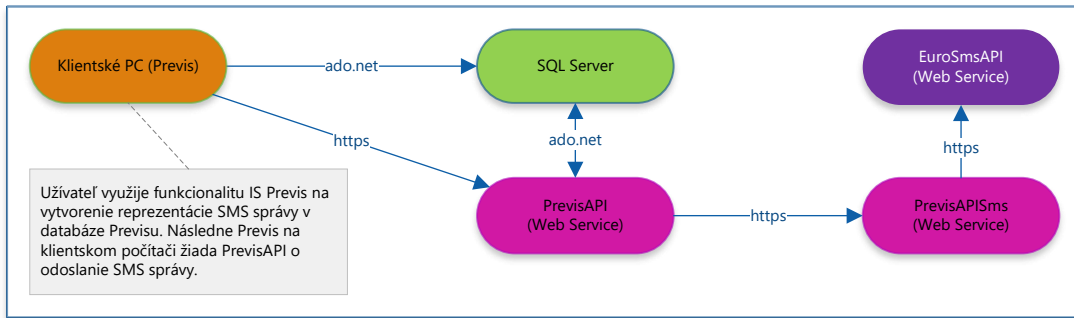 Klientské PC (Previs)
ado.net
SQL Server
EuroSmsAPI
(Web Service)
https
ado.net
https
Užívateľ využije funkcionalitu IS Previs na
vytvorenie reprezentácie SMS správy v
databáze Previsu. Následne Previs na
klientskom počítači žiada PrevisAPI o
odoslanie SMS správy.
PrevisAPI
(Web Service)
https
PrevisAPISms
(Web Service)